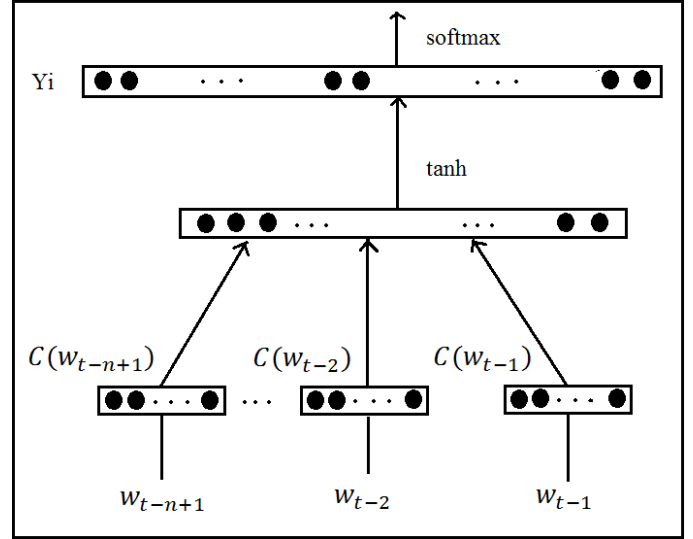 softmax
Yi ... ...
tanh
... ...
C(w_{t-n+1}) C(w_{t-2}) C(w_{t-1})
... ... ... ...
w_{t-n+1} w_{t-2} w_{t-1}